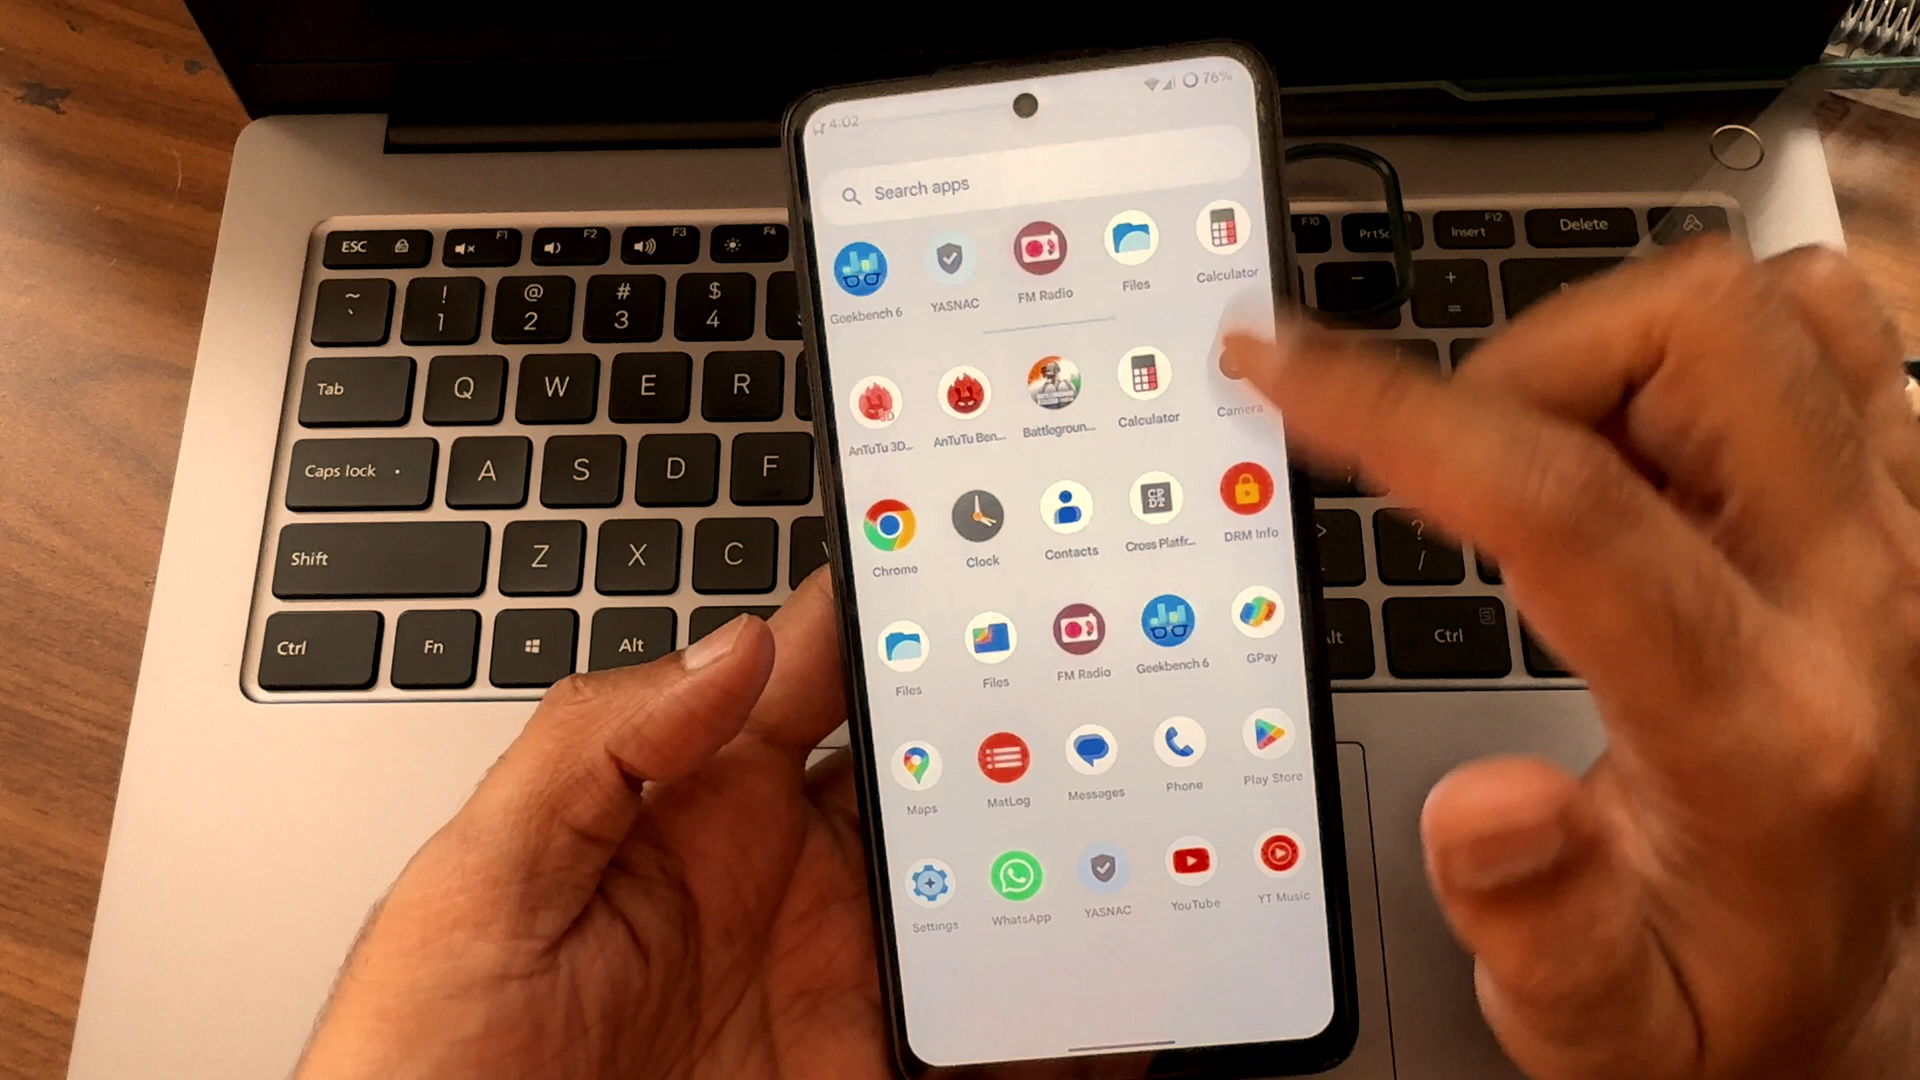 4:02 76%
Search apps
Geekbench 6 YASNAC FM Radio Files Calculator
AnTuTu 3D... AnTuTu Ben... Battlegroun... Calculator Camera
Chrome Clock Contacts Cross Platfr... DRM Info
Files Files FM Radio Geekbench 6 GPay
Maps MatLog Messages Phone Play Store
Settings WhatsApp YASNAC YouTube YT Music
ESC F1 F2 F3 F4 F10 PrtSc F12 Insert Delete
~ ` ! 1 @ 2 # 3 $ 4 - + =
Tab Q W E R
Caps lock A S D F
Shift Z X C > ? /
Ctrl Fn Alt Alt Ctrl